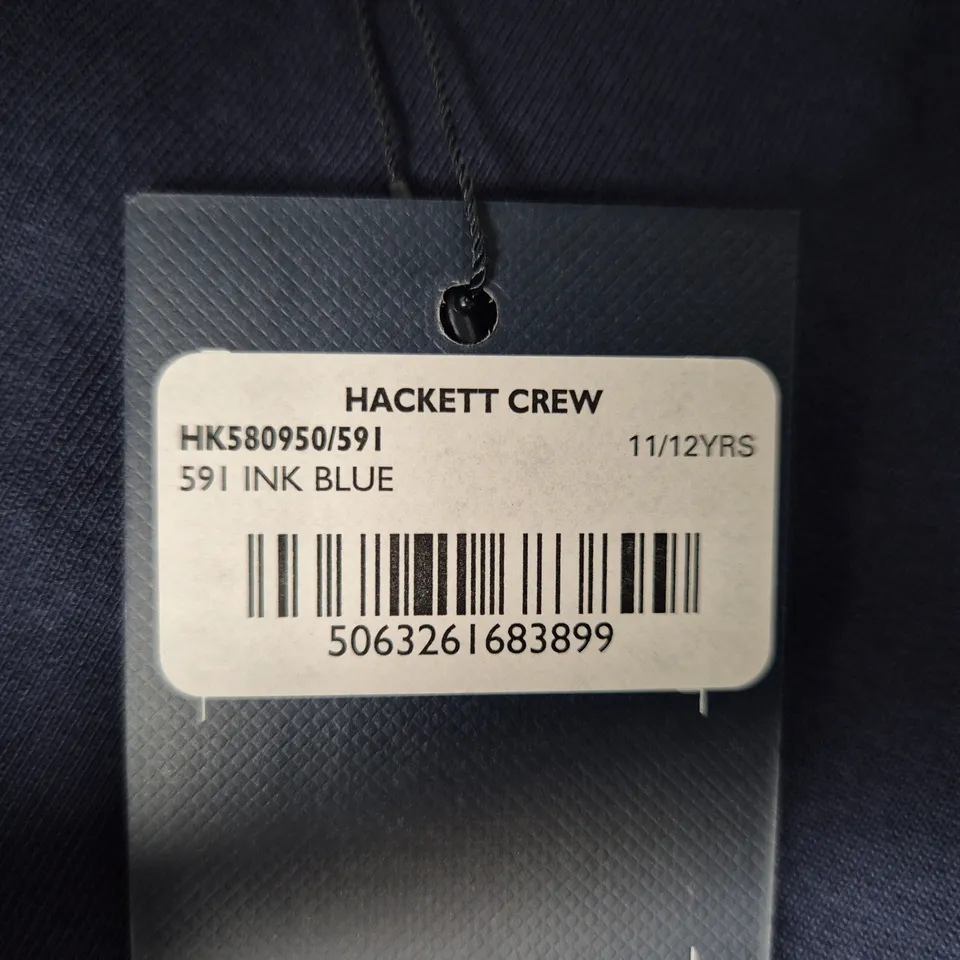 HACKETT CREW
HK580950/591
11/12YRS
591 INK BLUE
5063261683899